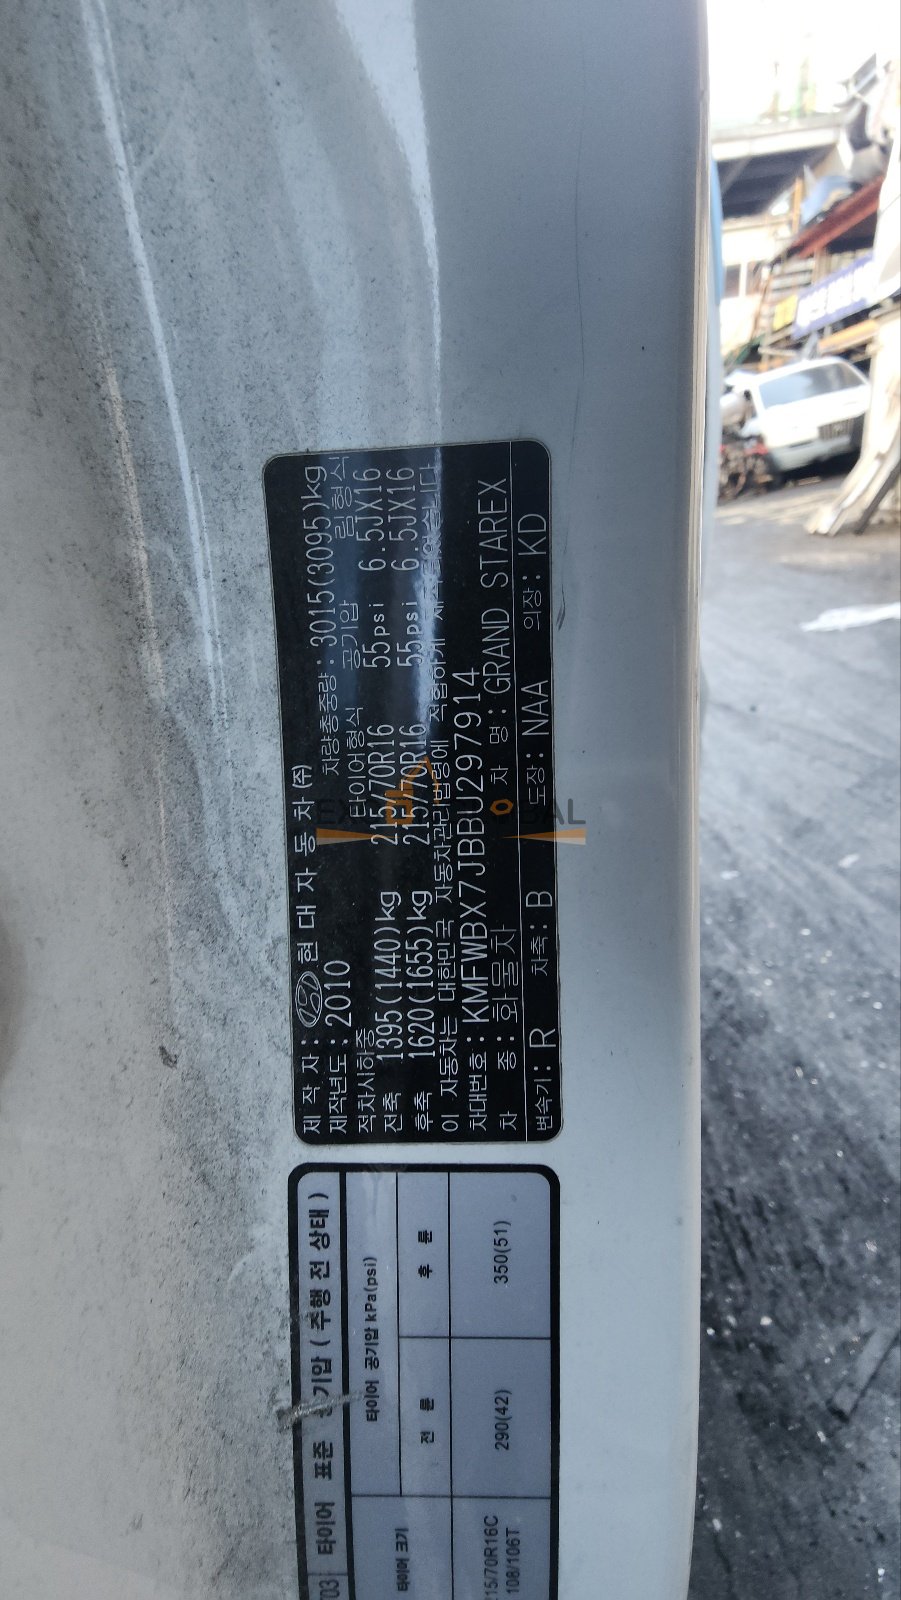 제 작 자: 현 대 자 동 차 (주)
제작년도: 2010 차량총중량: 3015(3095)kg
적차시하중 타이어형식 공기압 림형식
전축 1395(1440)kg 215/70R16 55psi 6.5JX16
후축 1620(1655)kg 215/70R16 55psi 6.5JX16
이 자동차는 대한민국 자동차관리법령에 적합하게 제작되었습니다
차대번호: KMFWBX7JBBU297914
차 종: 화물차 차 명: GRAND STAREX
변속기: R 차축: B 도장: NAA 의장: KD
타이어 표준 공기압 ( 주행 전 상태 )
타이어 크기 타이어 공기압 kPa(psi)
전 륜 후 륜
215/70R16C 290(42) 350(51)
108/106T